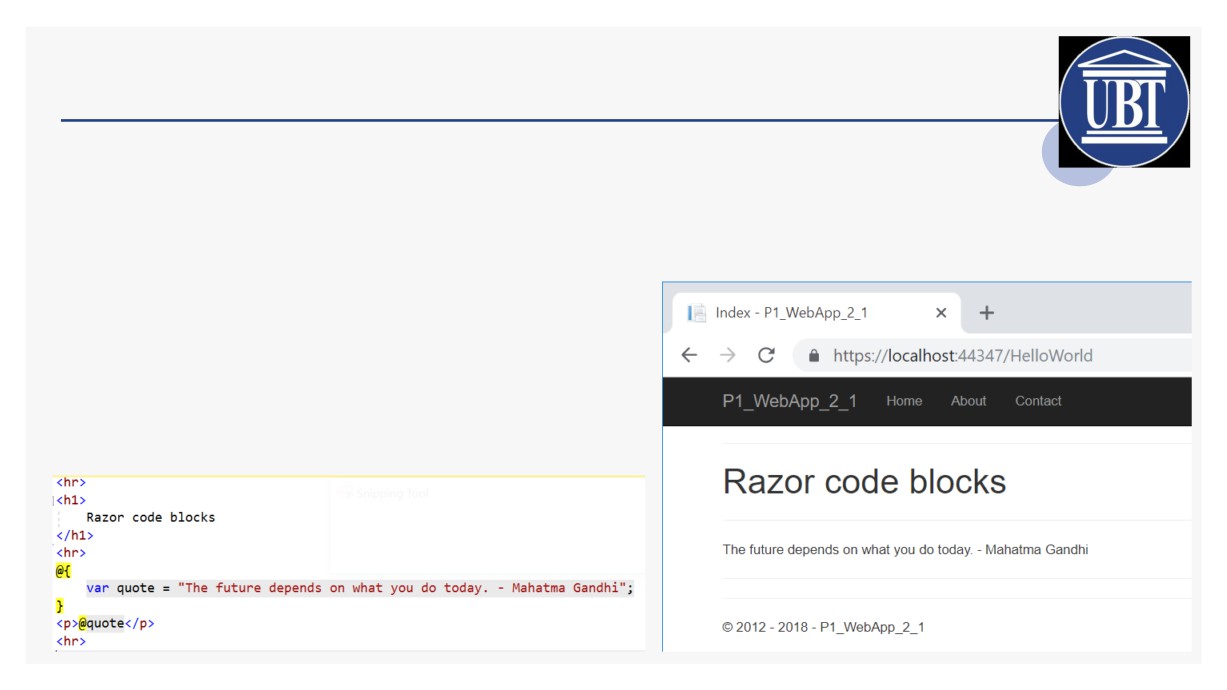 UBT
<hr>
<h1>
Razor code blocks
</h1>
<hr>
@{
var quote = "The future depends on what you do today. - Mahatma Gandhi";
}
<p>@quote</p>
<hr>
Snipping Tool
Index - P1_WebApp_2_1
https://localhost:44347/HelloWorld
P1_WebApp_2_1 Home About Contact
Razor code blocks
The future depends on what you do today. - Mahatma Gandhi
© 2012 - 2018 - P1_WebApp_2_1